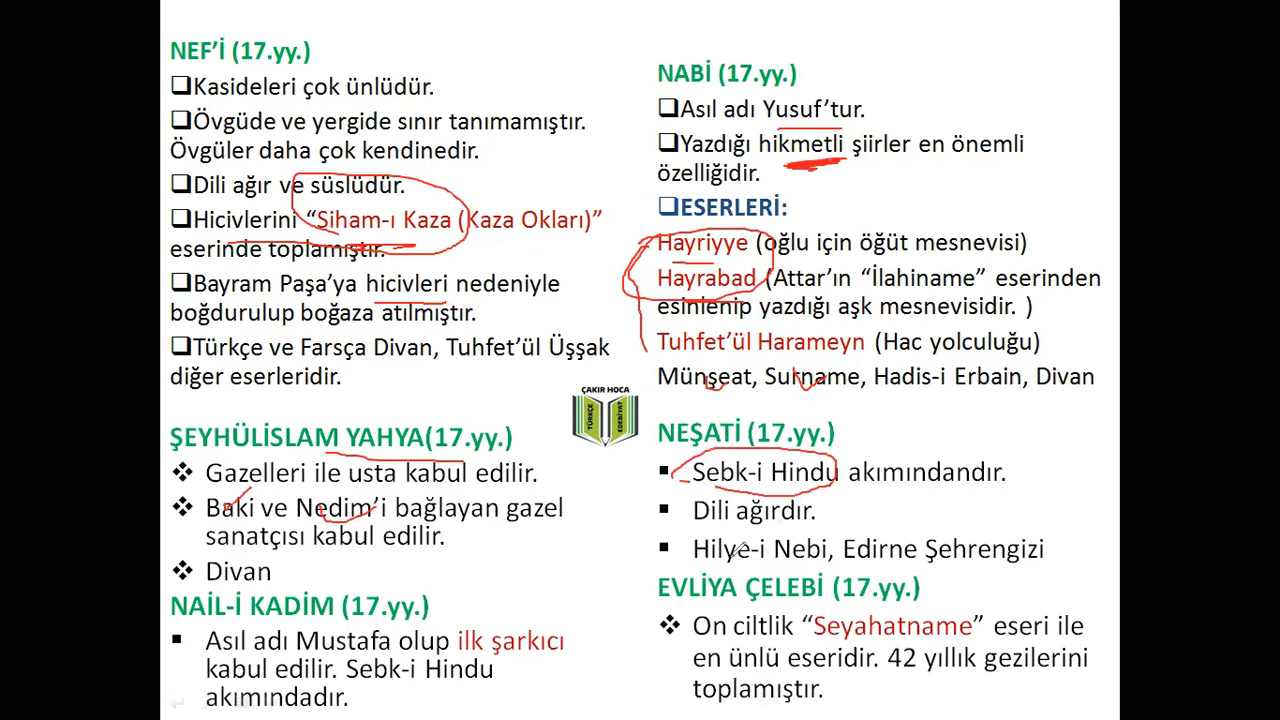 NEF’İ (17.yy.)
❑Kasideleri çok ünlüdür.
❑Övgüde ve yergide sınır tanımamıştır.
Övgüler daha çok kendinedir.
❑Dili ağır ve süslüdür.
❑Hicivlerini “Siham-ı Kaza (Kaza Okları)”
eserinde toplamıştır.
❑Bayram Paşa’ya hicivleri nedeniyle
boğdurulup boğaza atılmıştır.
❑Türkçe ve Farsça Divan, Tuhfet’ül Üşşak
diğer eserleridir.
ŞEYHÜLİSLAM YAHYA(17.yy.)
❖ Gazelleri ile usta kabul edilir.
❖ Baki ve Nedim’i bağlayan gazel
sanatçısı kabul edilir.
❖ Divan
NAİL-İ KADİM (17.yy.)
▪ Asıl adı Mustafa olup ilk şarkıcı
kabul edilir. Sebk-i Hindu
akımındadır.
ÇAKIR HOCA
TÜRKÇE
EDEBİYAT
NABİ (17.yy.)
❑Asıl adı Yusuf’tur.
❑Yazdığı hikmetli şiirler en önemli
özelliğidir.
❑ESERLERİ:
Hayriyye (oğlu için öğüt mesnevisi)
Hayrabad (Attar’ın “İlahiname” eserinden
esinlenip yazdığı aşk mesnevisidir. )
Tuhfet’ül Harameyn (Hac yolculuğu)
Münşeat, Surname, Hadis-i Erbain, Divan
NEŞATİ (17.yy.)
▪ Sebk-i Hindu akımındandır.
▪ Dili ağırdır.
▪ Hilye-i Nebi, Edirne Şehrengizi
EVLİYA ÇELEBİ (17.yy.)
❖ On ciltlik “Seyahatname” eseri ile
en ünlü eseridir. 42 yıllık gezilerini
toplamıştır.